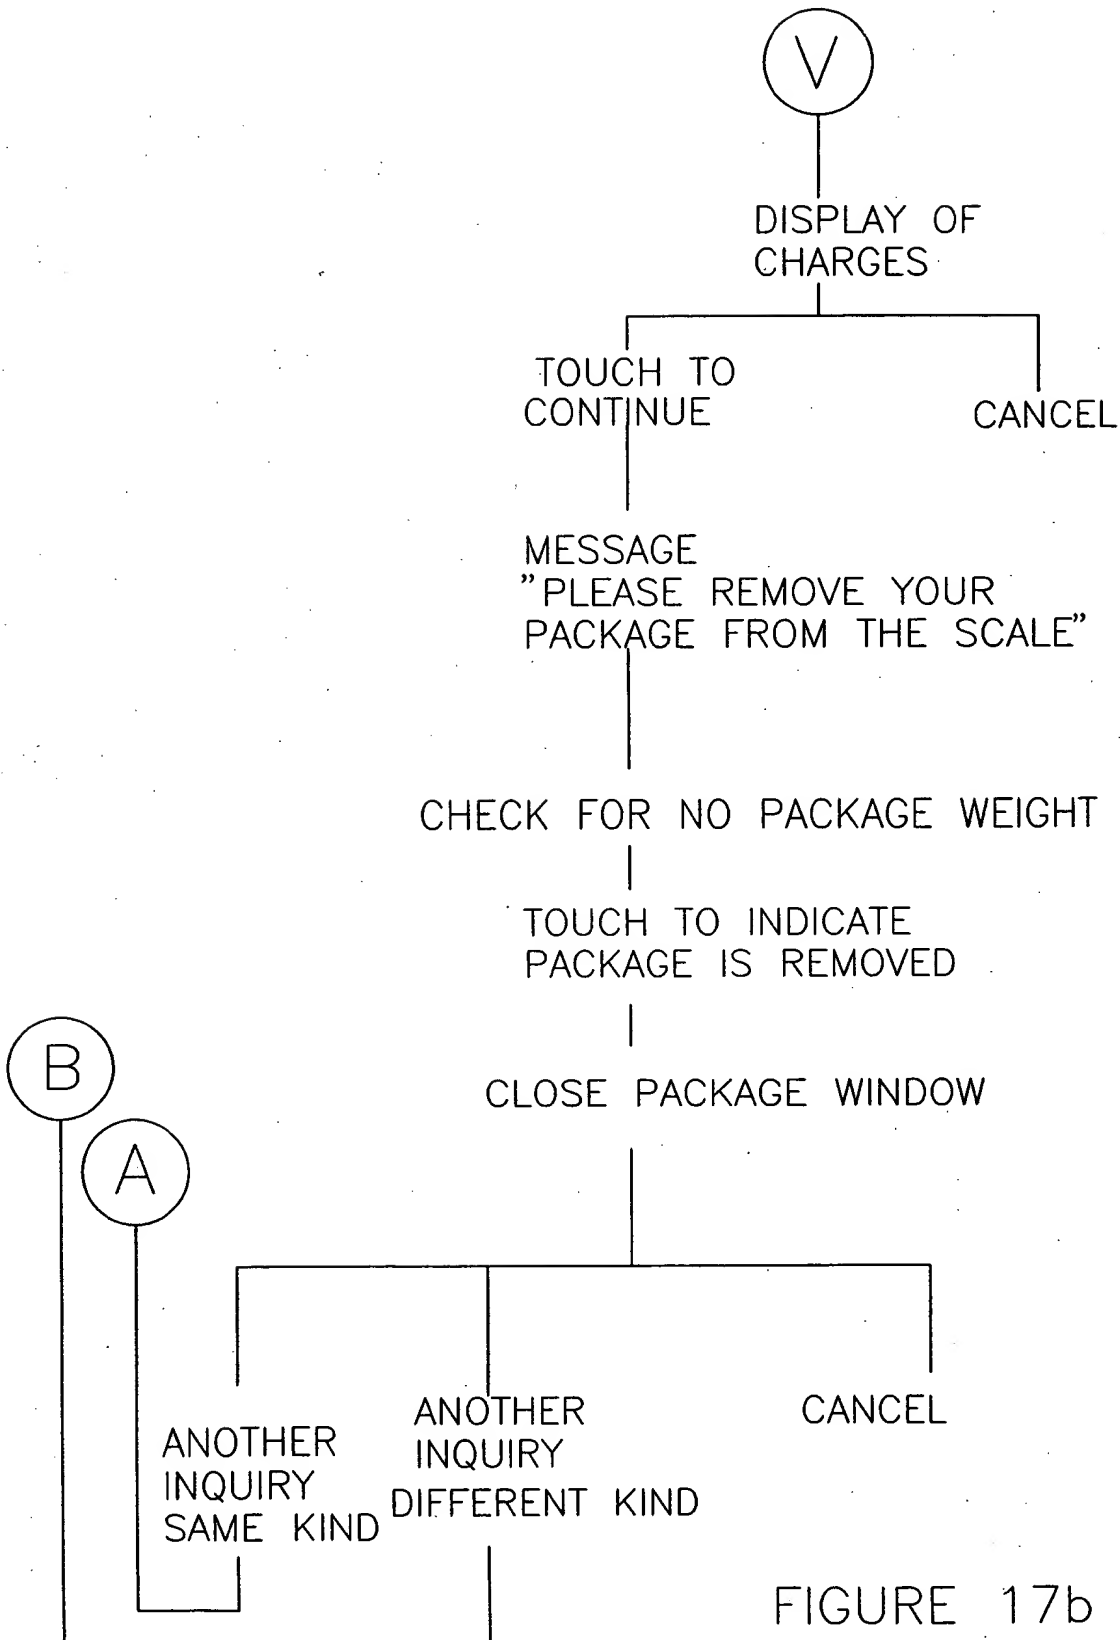 V
DISPLAY OF
CHARGES
TOUCH TO
CONTINUE
CANCEL
MESSAGE
"PLEASE REMOVE YOUR
PACKAGE FROM THE SCALE"
CHECK FOR NO PACKAGE WEIGHT
TOUCH TO INDICATE
PACKAGE IS REMOVED
B
CLOSE PACKAGE WINDOW
A
ANOTHER
INQUIRY
SAME KIND
ANOTHER
INQUIRY
DIFFERENT KIND
CANCEL
FIGURE 17b